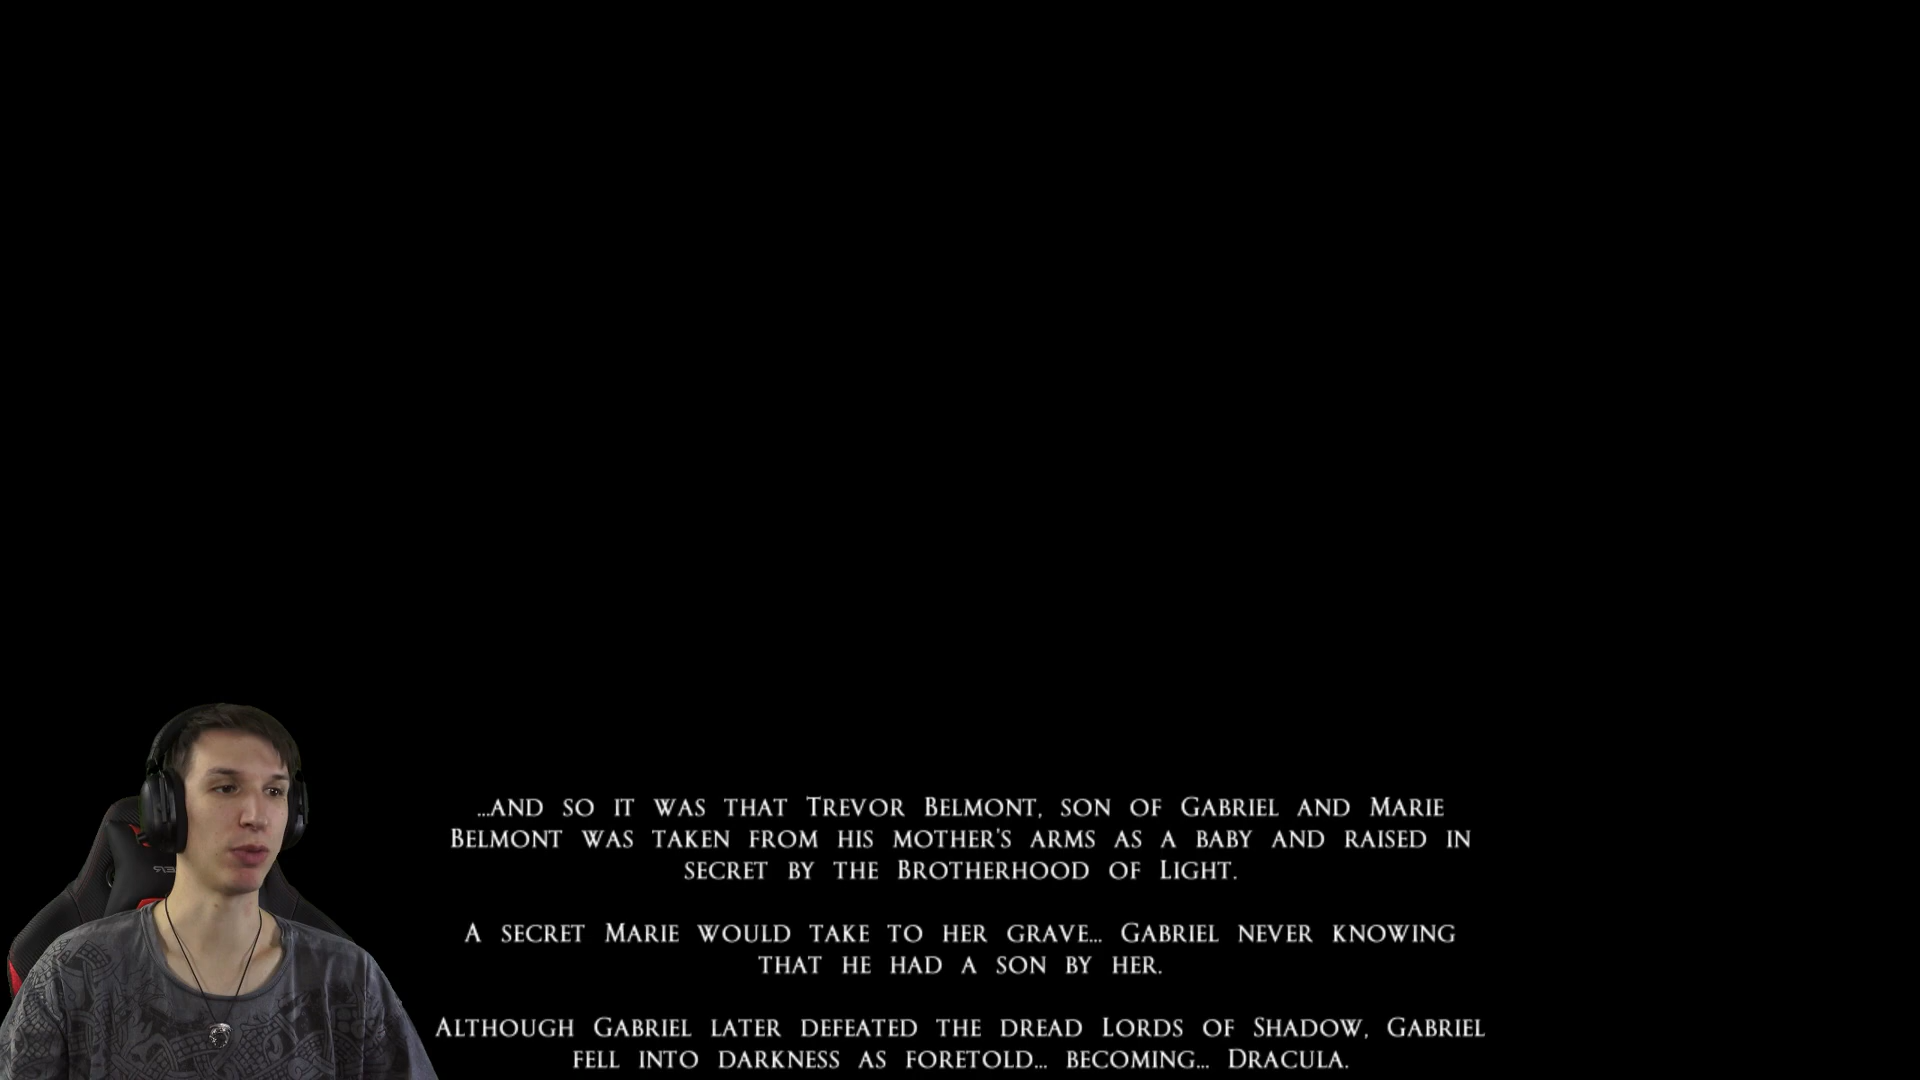 ...and so it was that Trevor Belmont, son of Gabriel and Marie
Belmont was taken from his mother's arms as a baby and raised in
secret by the Brotherhood of Light.
A secret Marie would take to her grave... Gabriel never knowing
that he had a son by her.
Although Gabriel later defeated the dread Lords of Shadow, Gabriel
fell into darkness as foretold... becoming... Dracula.